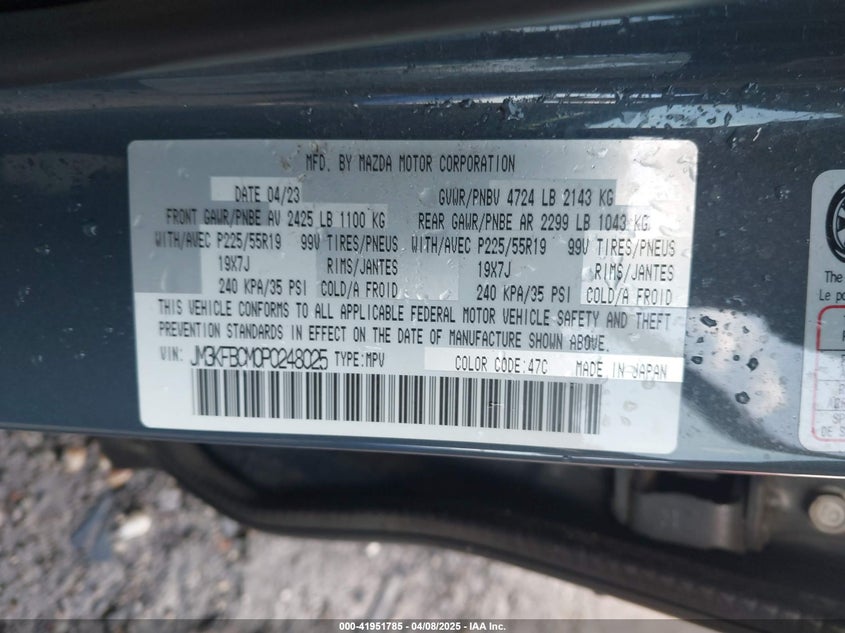 MFD. BY MAZDA MOTOR CORPORATION
DATE 04/23 GVWR/PNBV 4724 LB 2143 KG
FRONT GAWR/PNBE AV 2425 LB 1100 KG REAR GAWR/PNBE AR 2299 LB 1043 KG
WITH/AVEC P225/55R19 99V TIRES/PNEUS WITH/AVEC P225/55R19 99V TIRES/PNEUS
19X7J RIMS/JANTES 19X7J RIMS/JANTES
240 KPA/35 PSI COLD/A FROID 240 KPA/35 PSI COLD/A FROID
THIS VEHICLE CONFORMS TO ALL APPLICABLE FEDERAL MOTOR VEHICLE SAFETY AND THEFT
PREVENTION STANDARDS IN EFFECT ON THE DATE OF MANUFACTURE SHOWN ABOVE.
VIN: JM3KFBCM0P0248025 TYPE:MPV COLOR CODE:47C MADE IN JAPAN
The
Le po
SP
DE S
000-41951785 04/08/2025 IAA Inc.